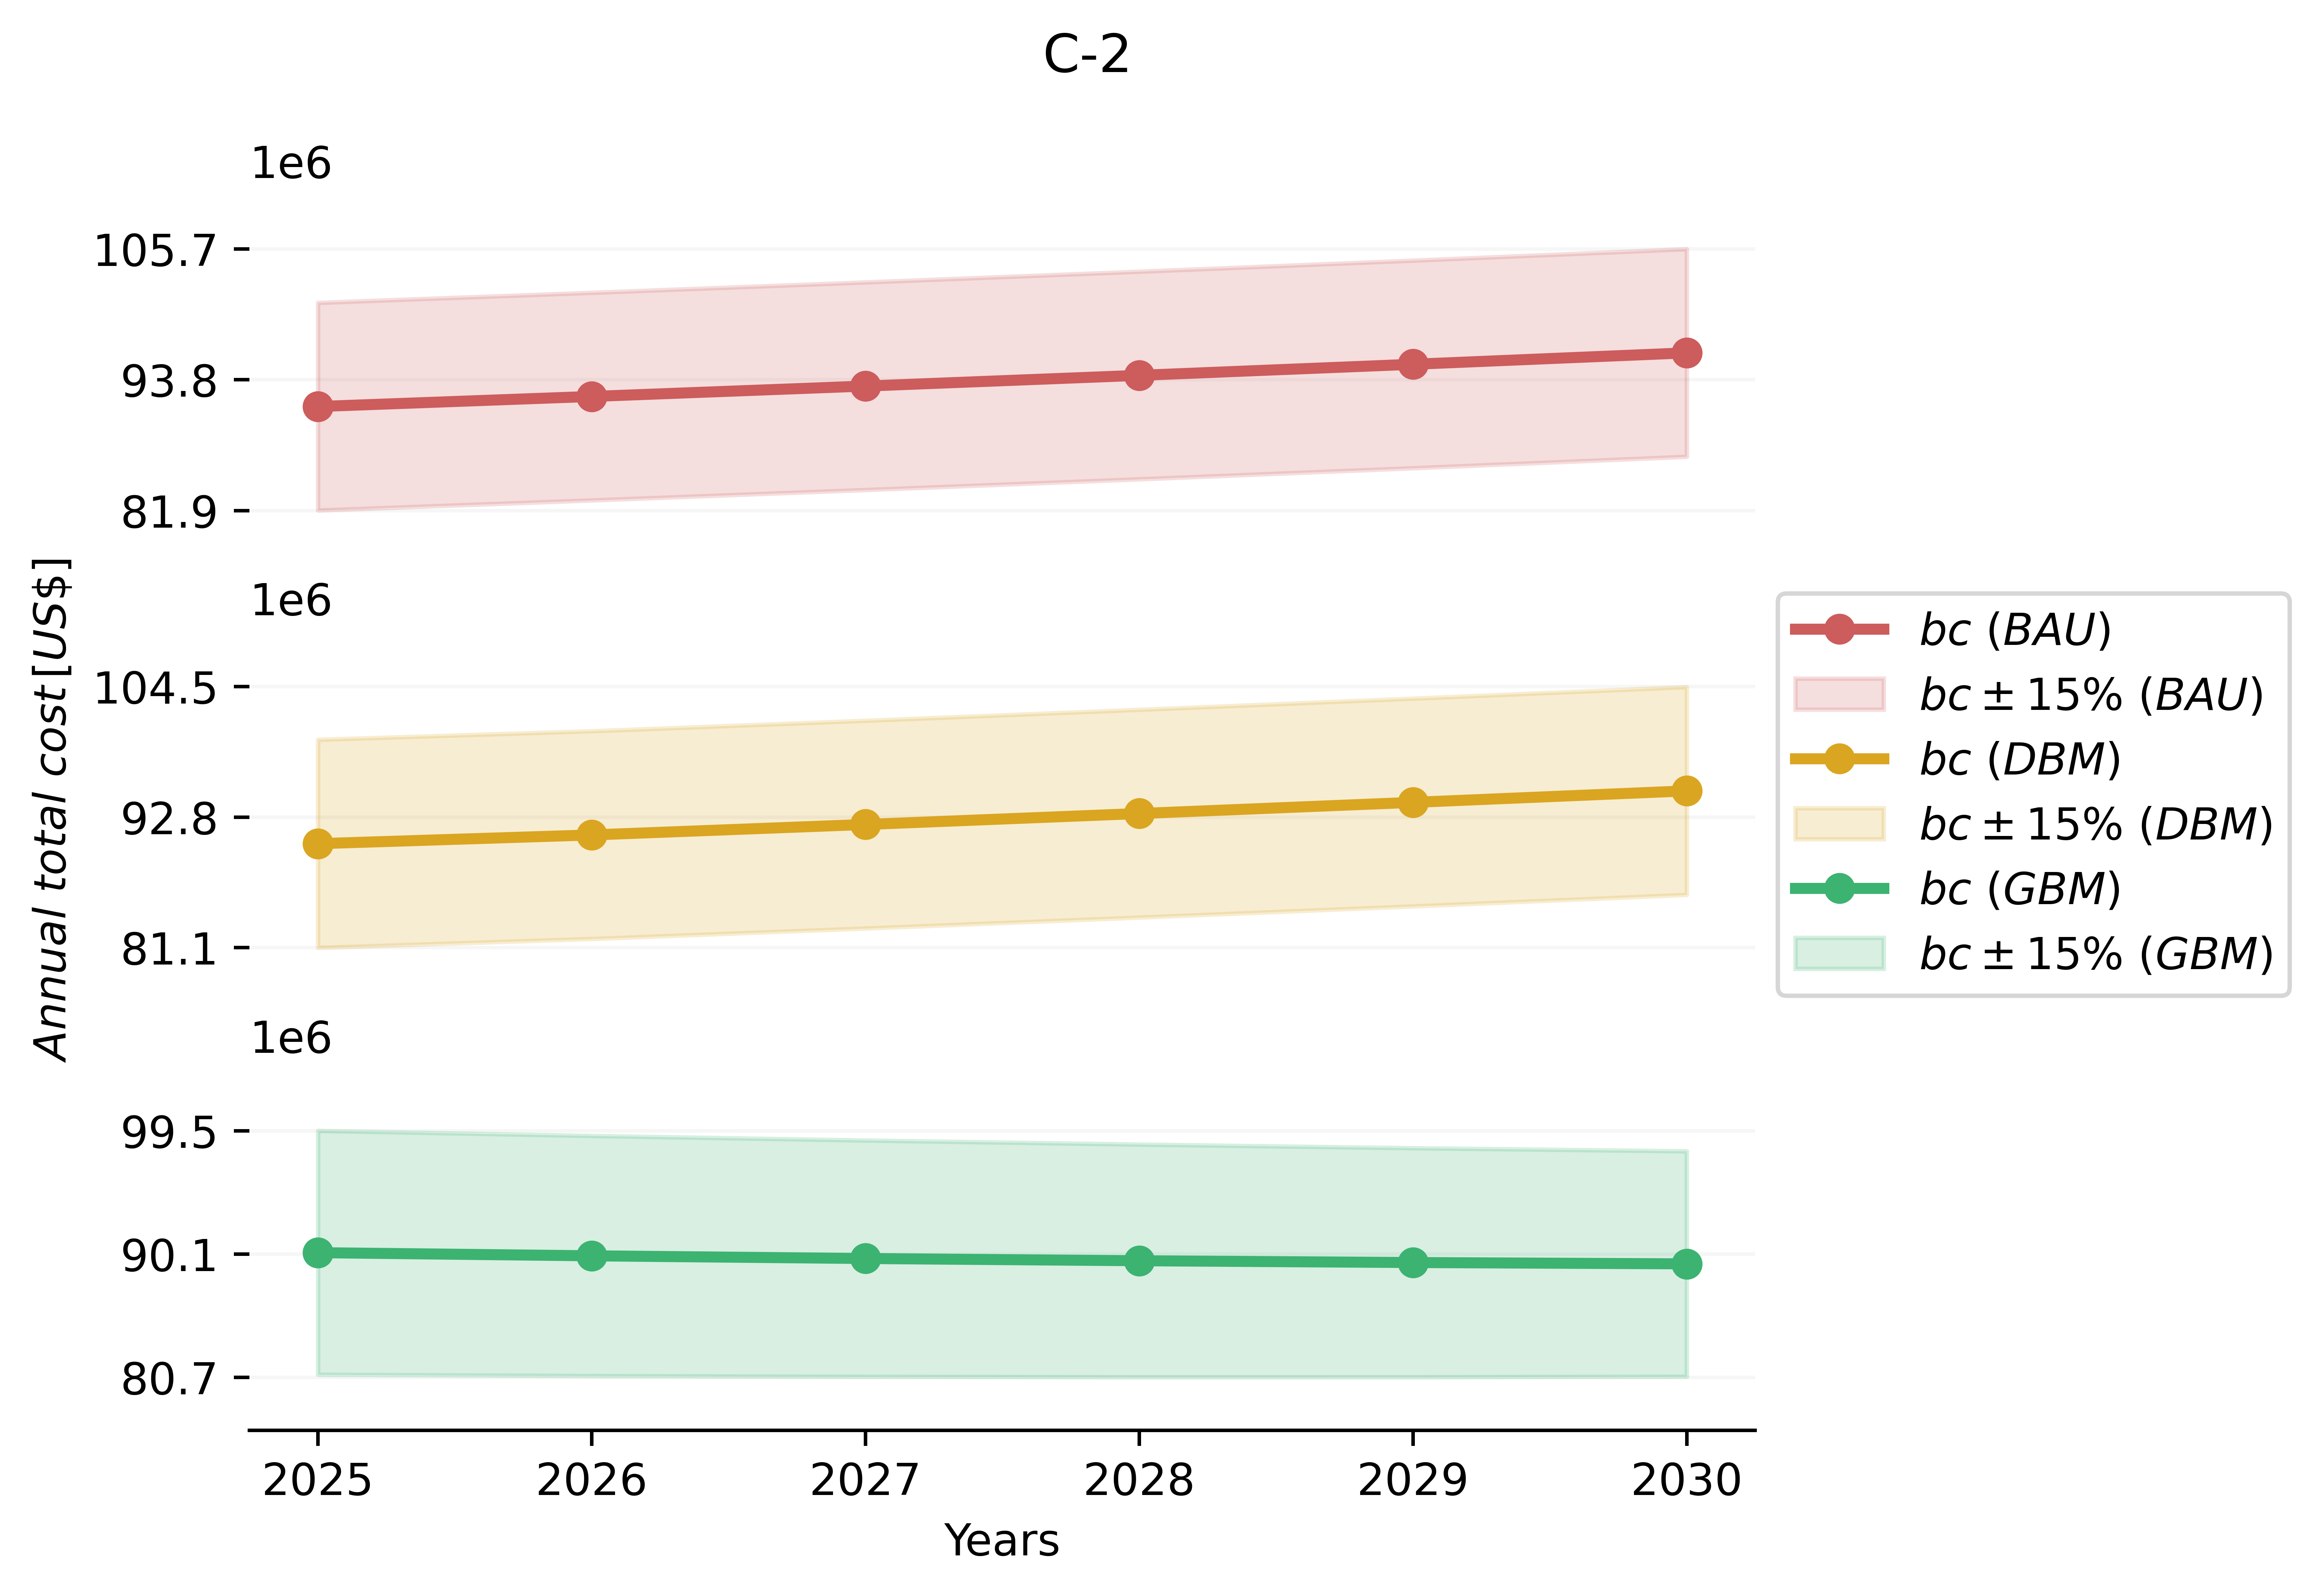 C-2
1e6
105.7
93.8
81.9
1e6
104.5
92.8
81.1
1e6
99.5
90.1
80.7
Annual total cost[US$]
2025 2026 2027 2028 2029 2030
Years
bc (BAU)
bc ± 15% (BAU)
bc (DBM)
bc ± 15% (DBM)
bc (GBM)
bc ± 15% (GBM)